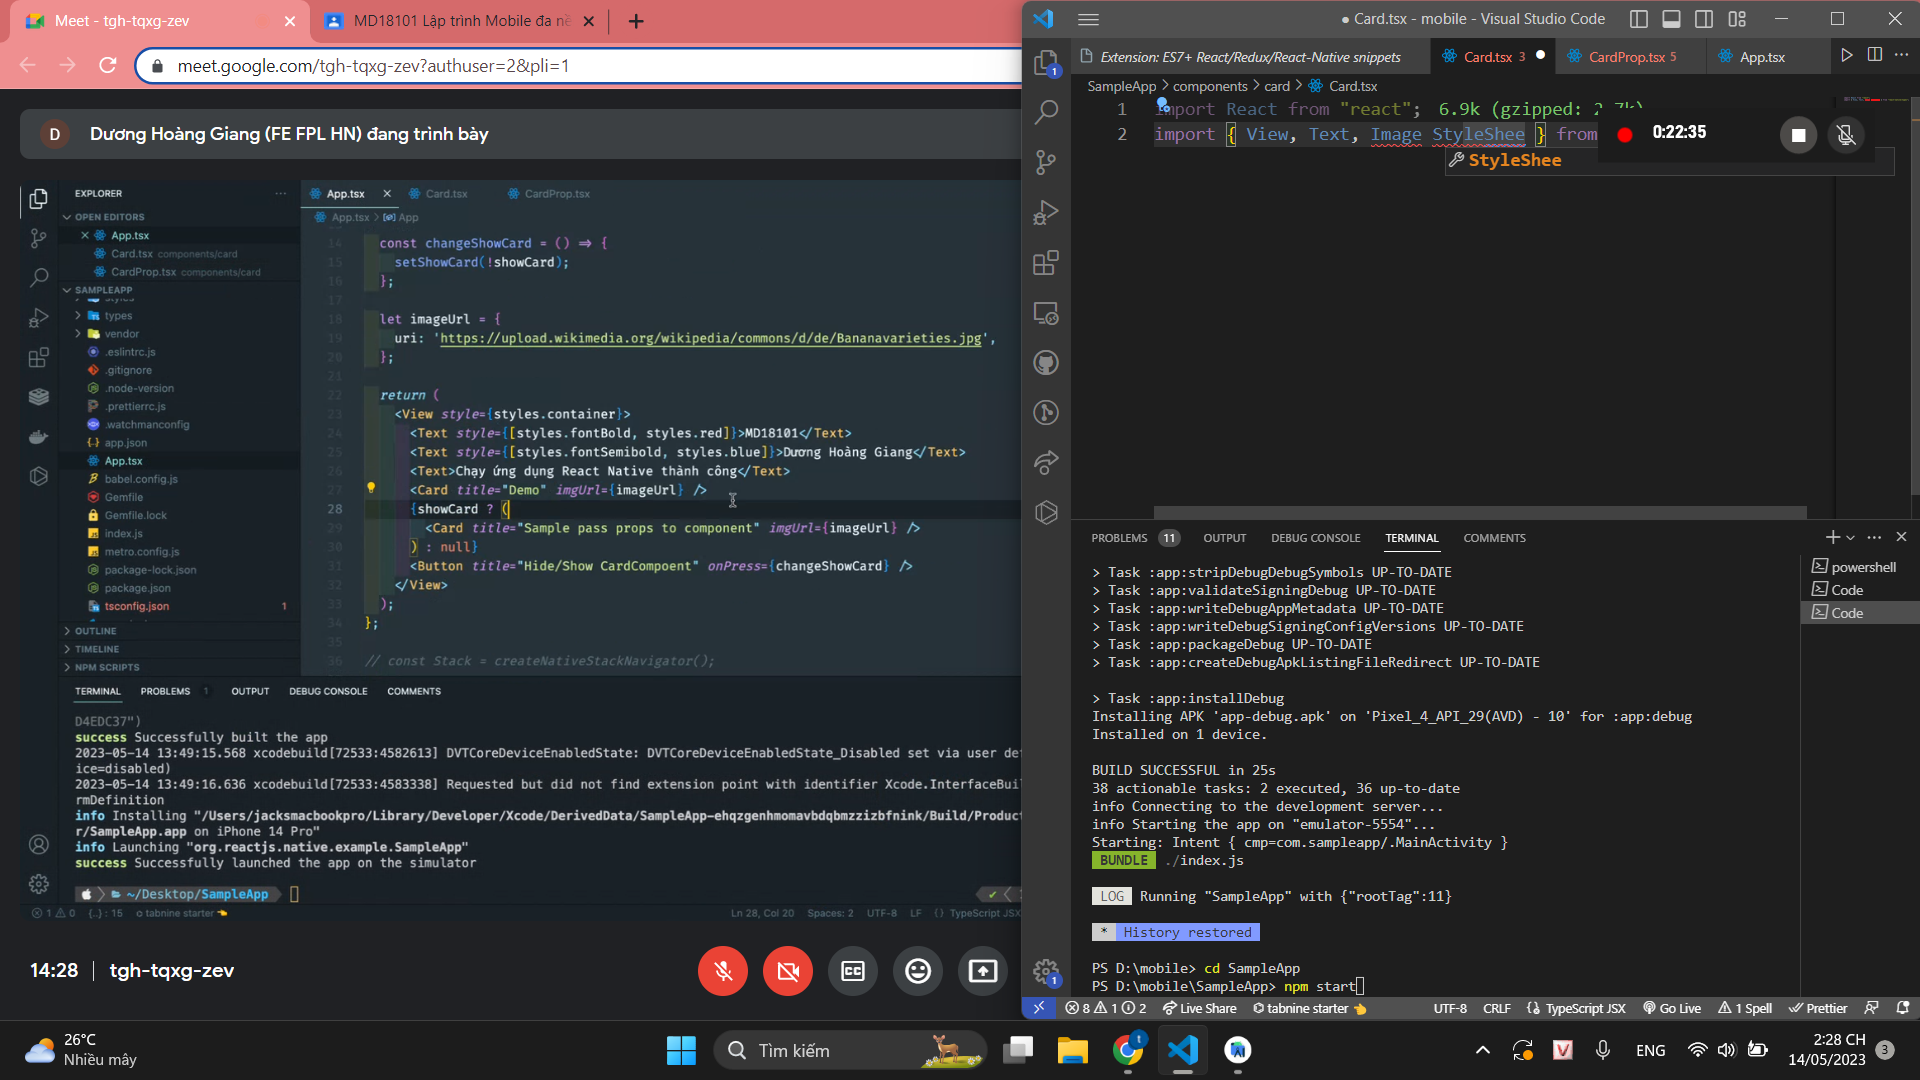 Meet - tgh-tqxg-zev
MD18101 Lập trình Mobile đa nề
meet.google.com/tgh-tqxg-zev?authuser=2&pli=1
D
Dương Hoàng Giang (FE FPL HN) đang trình bày
EXPLORER
OPEN EDITORS
App.tsx
Card.tsx components/card
CardProp.tsx components/card
SAMPLEAPP
styles
types
vendor
.eslintrc.js
.gitignore
.node-version
.prettierrc.js
.watchmanconfig
app.json
App.tsx
babel.config.js
Gemfile
Gemfile.lock
index.js
metro.config.js
package-lock.json
package.json
tsconfig.json 1
OUTLINE
TIMELINE
NPM SCRIPTS
App.tsx
Card.tsx
CardProp.tsx
App.tsx > App
14 const changeShowCard = () => {
15 setShowCard(!showCard);
16 };
17
18 let imageUrl = {
19 uri: 'https://upload.wikimedia.org/wikipedia/commons/d/de/Bananavarieties.jpg',
20 };
21
22 return (
23 <View style={styles.container}>
24 <Text style={[styles.fontBold, styles.red]}>MD18101</Text>
25 <Text style={[styles.fontSemibold, styles.blue]}>Dương Hoàng Giang</Text>
26 <Text>Chạy ứng dụng React Native thành công</Text>
27 <Card title="Demo" imgUrl={imageUrl} />
28 {showCard ? (
29 <Card title="Sample pass props to component" imgUrl={imageUrl} />
30 ) : null}
31 <Button title="Hide/Show CardCompoent" onPress={changeShowCard} />
32 </View>
33 );
34 };
35
36 // const Stack = createNativeStackNavigator();
TERMINAL PROBLEMS 1 OUTPUT DEBUG CONSOLE COMMENTS
D4EDC37")
success Successfully built the app
2023-05-14 13:49:15.568 xcodebuild[72533:4582613] DVTCoreDeviceEnabledState: DVTCoreDeviceEnabledState_Disabled set via user def
ice=disabled)
2023-05-14 13:49:16.636 xcodebuild[72533:4583338] Requested but did not find extension point with identifier Xcode.InterfaceBuil
rmDefinition
info Installing "/Users/jacksmacbookpro/Library/Developer/Xcode/DerivedData/SampleApp-ehqzgenhmomavbdqbmzzizbfnink/Build/Product
r/SampleApp.app on iPhone 14 Pro"
info Launching "org.reactjs.native.example.SampleApp"
success Successfully launched the app on the simulator
~/Desktop/SampleApp
1 0 {..} : 15 tabnine starter
Ln 28, Col 20 Spaces: 2 UTF-8 LF {} TypeScript JSX
14:28 | tgh-tqxg-zev
Card.tsx - mobile - Visual Studio Code
Extension: ES7+ React/Redux/React-Native snippets
Card.tsx 3
CardProp.tsx 5
App.tsx
SampleApp > components > card > Card.tsx
1 import React from "react"; 6.9k (gzipped: 2.7k)
2 import { View, Text, Image StyleShee } from
StyleShee
0:22:35
PROBLEMS 11 OUTPUT DEBUG CONSOLE TERMINAL COMMENTS
> Task :app:stripDebugDebugSymbols UP-TO-DATE
> Task :app:validateSigningDebug UP-TO-DATE
> Task :app:writeDebugAppMetadata UP-TO-DATE
> Task :app:writeDebugSigningConfigVersions UP-TO-DATE
> Task :app:packageDebug UP-TO-DATE
> Task :app:createDebugApkListingFileRedirect UP-TO-DATE
> Task :app:installDebug
Installing APK 'app-debug.apk' on 'Pixel_4_API_29(AVD) - 10' for :app:debug
Installed on 1 device.
BUILD SUCCESSFUL in 25s
38 actionable tasks: 2 executed, 36 up-to-date
info Connecting to the development server...
info Starting the app on "emulator-5554"...
Starting: Intent { cmp=com.sampleapp/.MainActivity }
BUNDLE ./index.js
LOG Running "SampleApp" with {"rootTag":11}
* History restored
PS D:\mobile> cd SampleApp
PS D:\mobile\SampleApp> npm start
powershell
Code
Code
1
1
8 1 2 Live Share tabnine starter
UTF-8 CRLF {} TypeScript JSX Go Live 1 Spell Prettier
26°C
Nhiều mây
Tìm kiếm
ENG
2:28 CH
14/05/2023
3